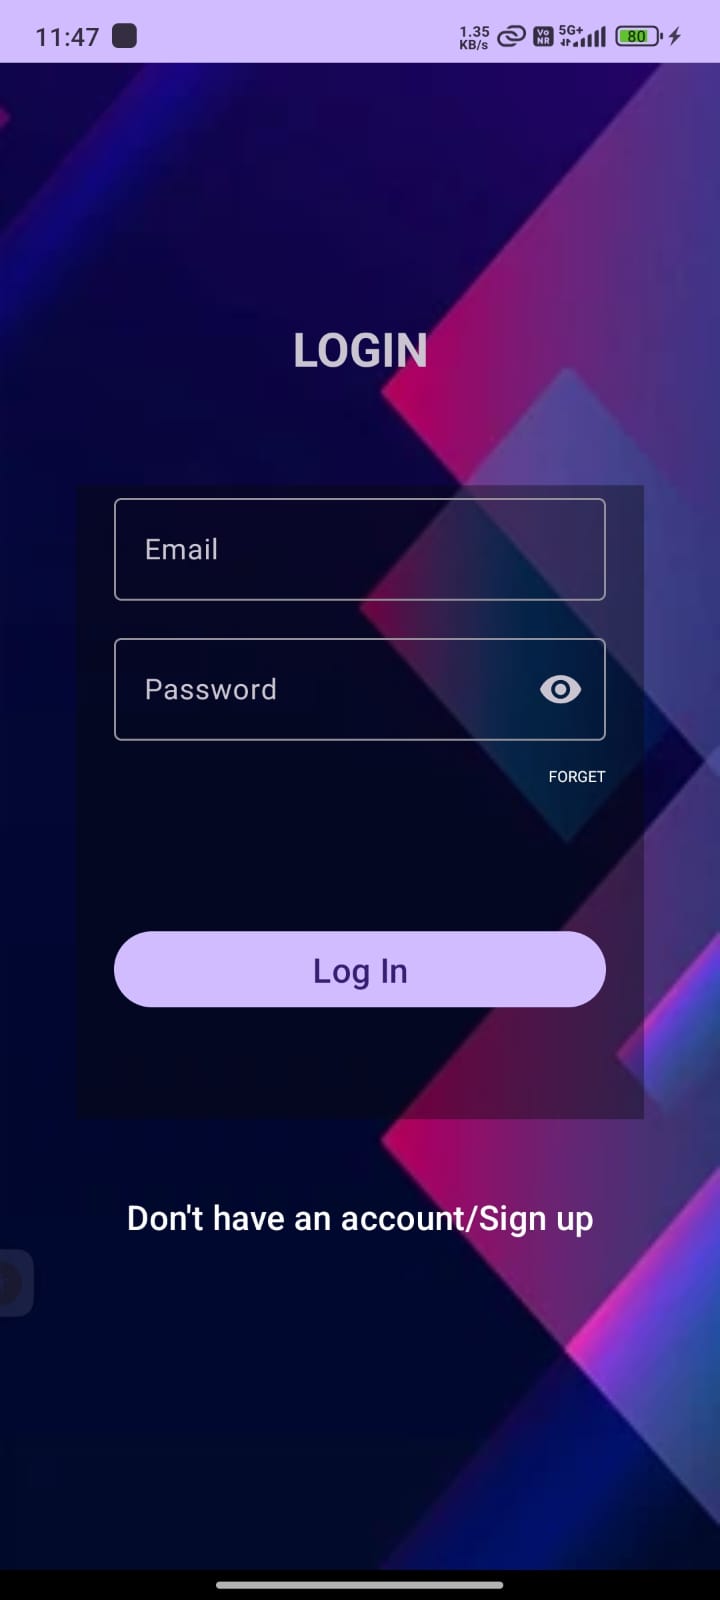 11:47 1.35 KB/s Vo NR 5G+ 80
LOGIN
Email
Password
FORGET
Log In
Don't have an account/Sign up